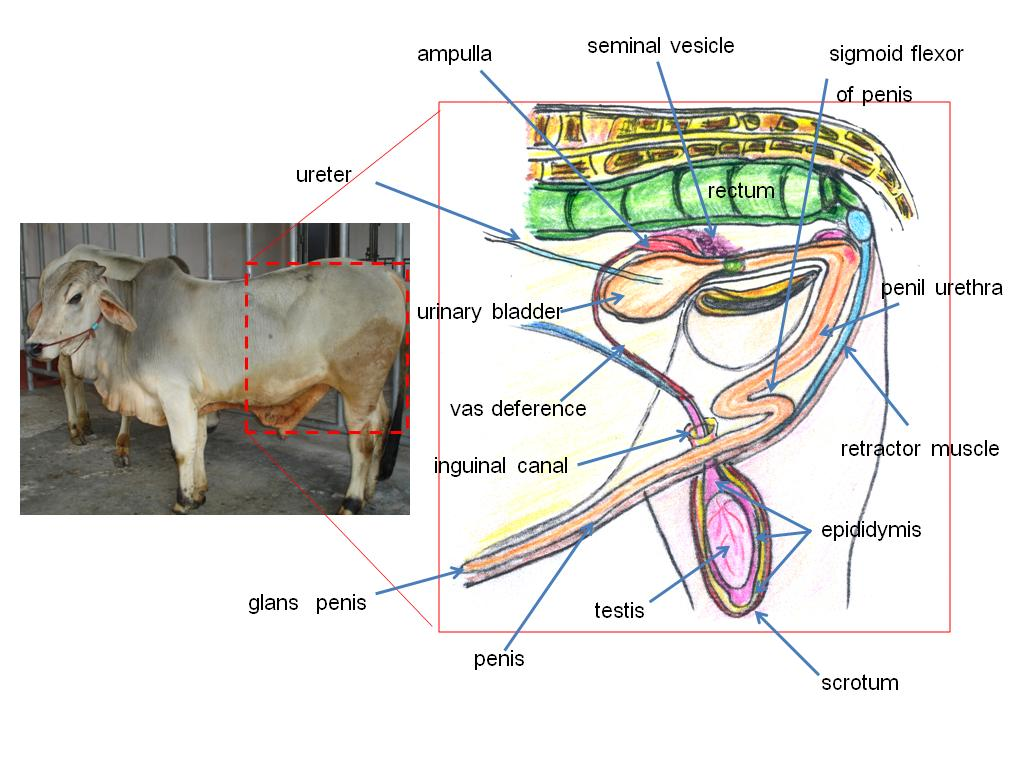 ampulla
seminal vesicle
sigmoid flexor
of penis
ureter
rectum
penil urethra
urinary bladder
vas deference
retractor muscle
inguinal canal
epididymis
glans penis
testis
penis
scrotum